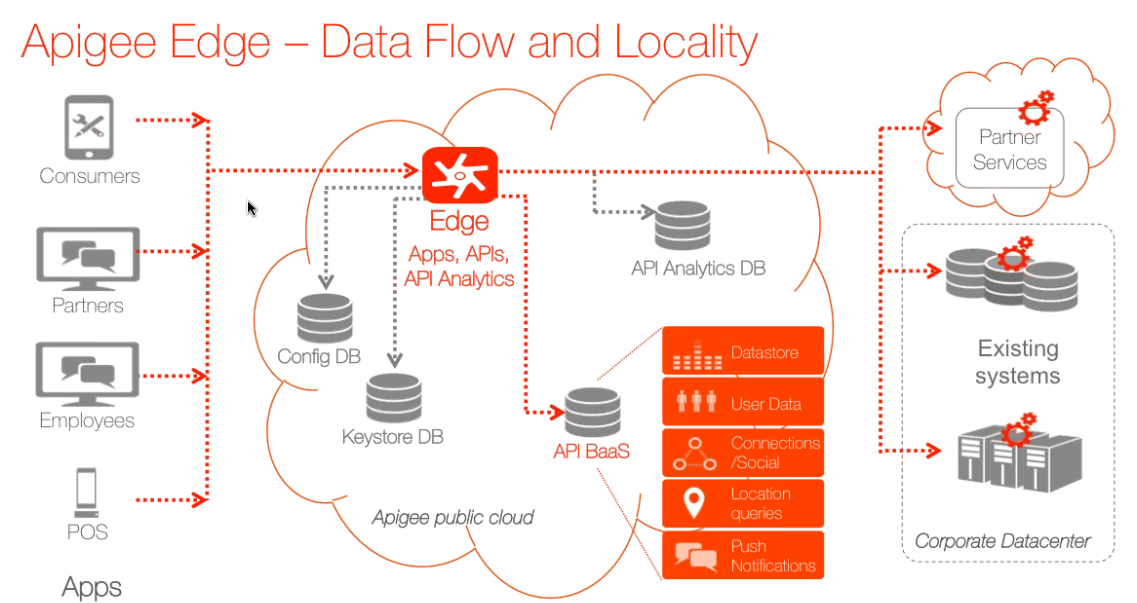 Apigee Edge – Data Flow and Locality
Consumers
Partners
Employees
POS
Apps
Edge
Apps, APIs,
API Analytics
Config DB
Keystore DB
API Analytics DB
API BaaS
Apigee public cloud
Datastore
User Data
Connections
/Social
Location
queries
Push
Notifications
Partner
Services
Existing
systems
Corporate Datacenter